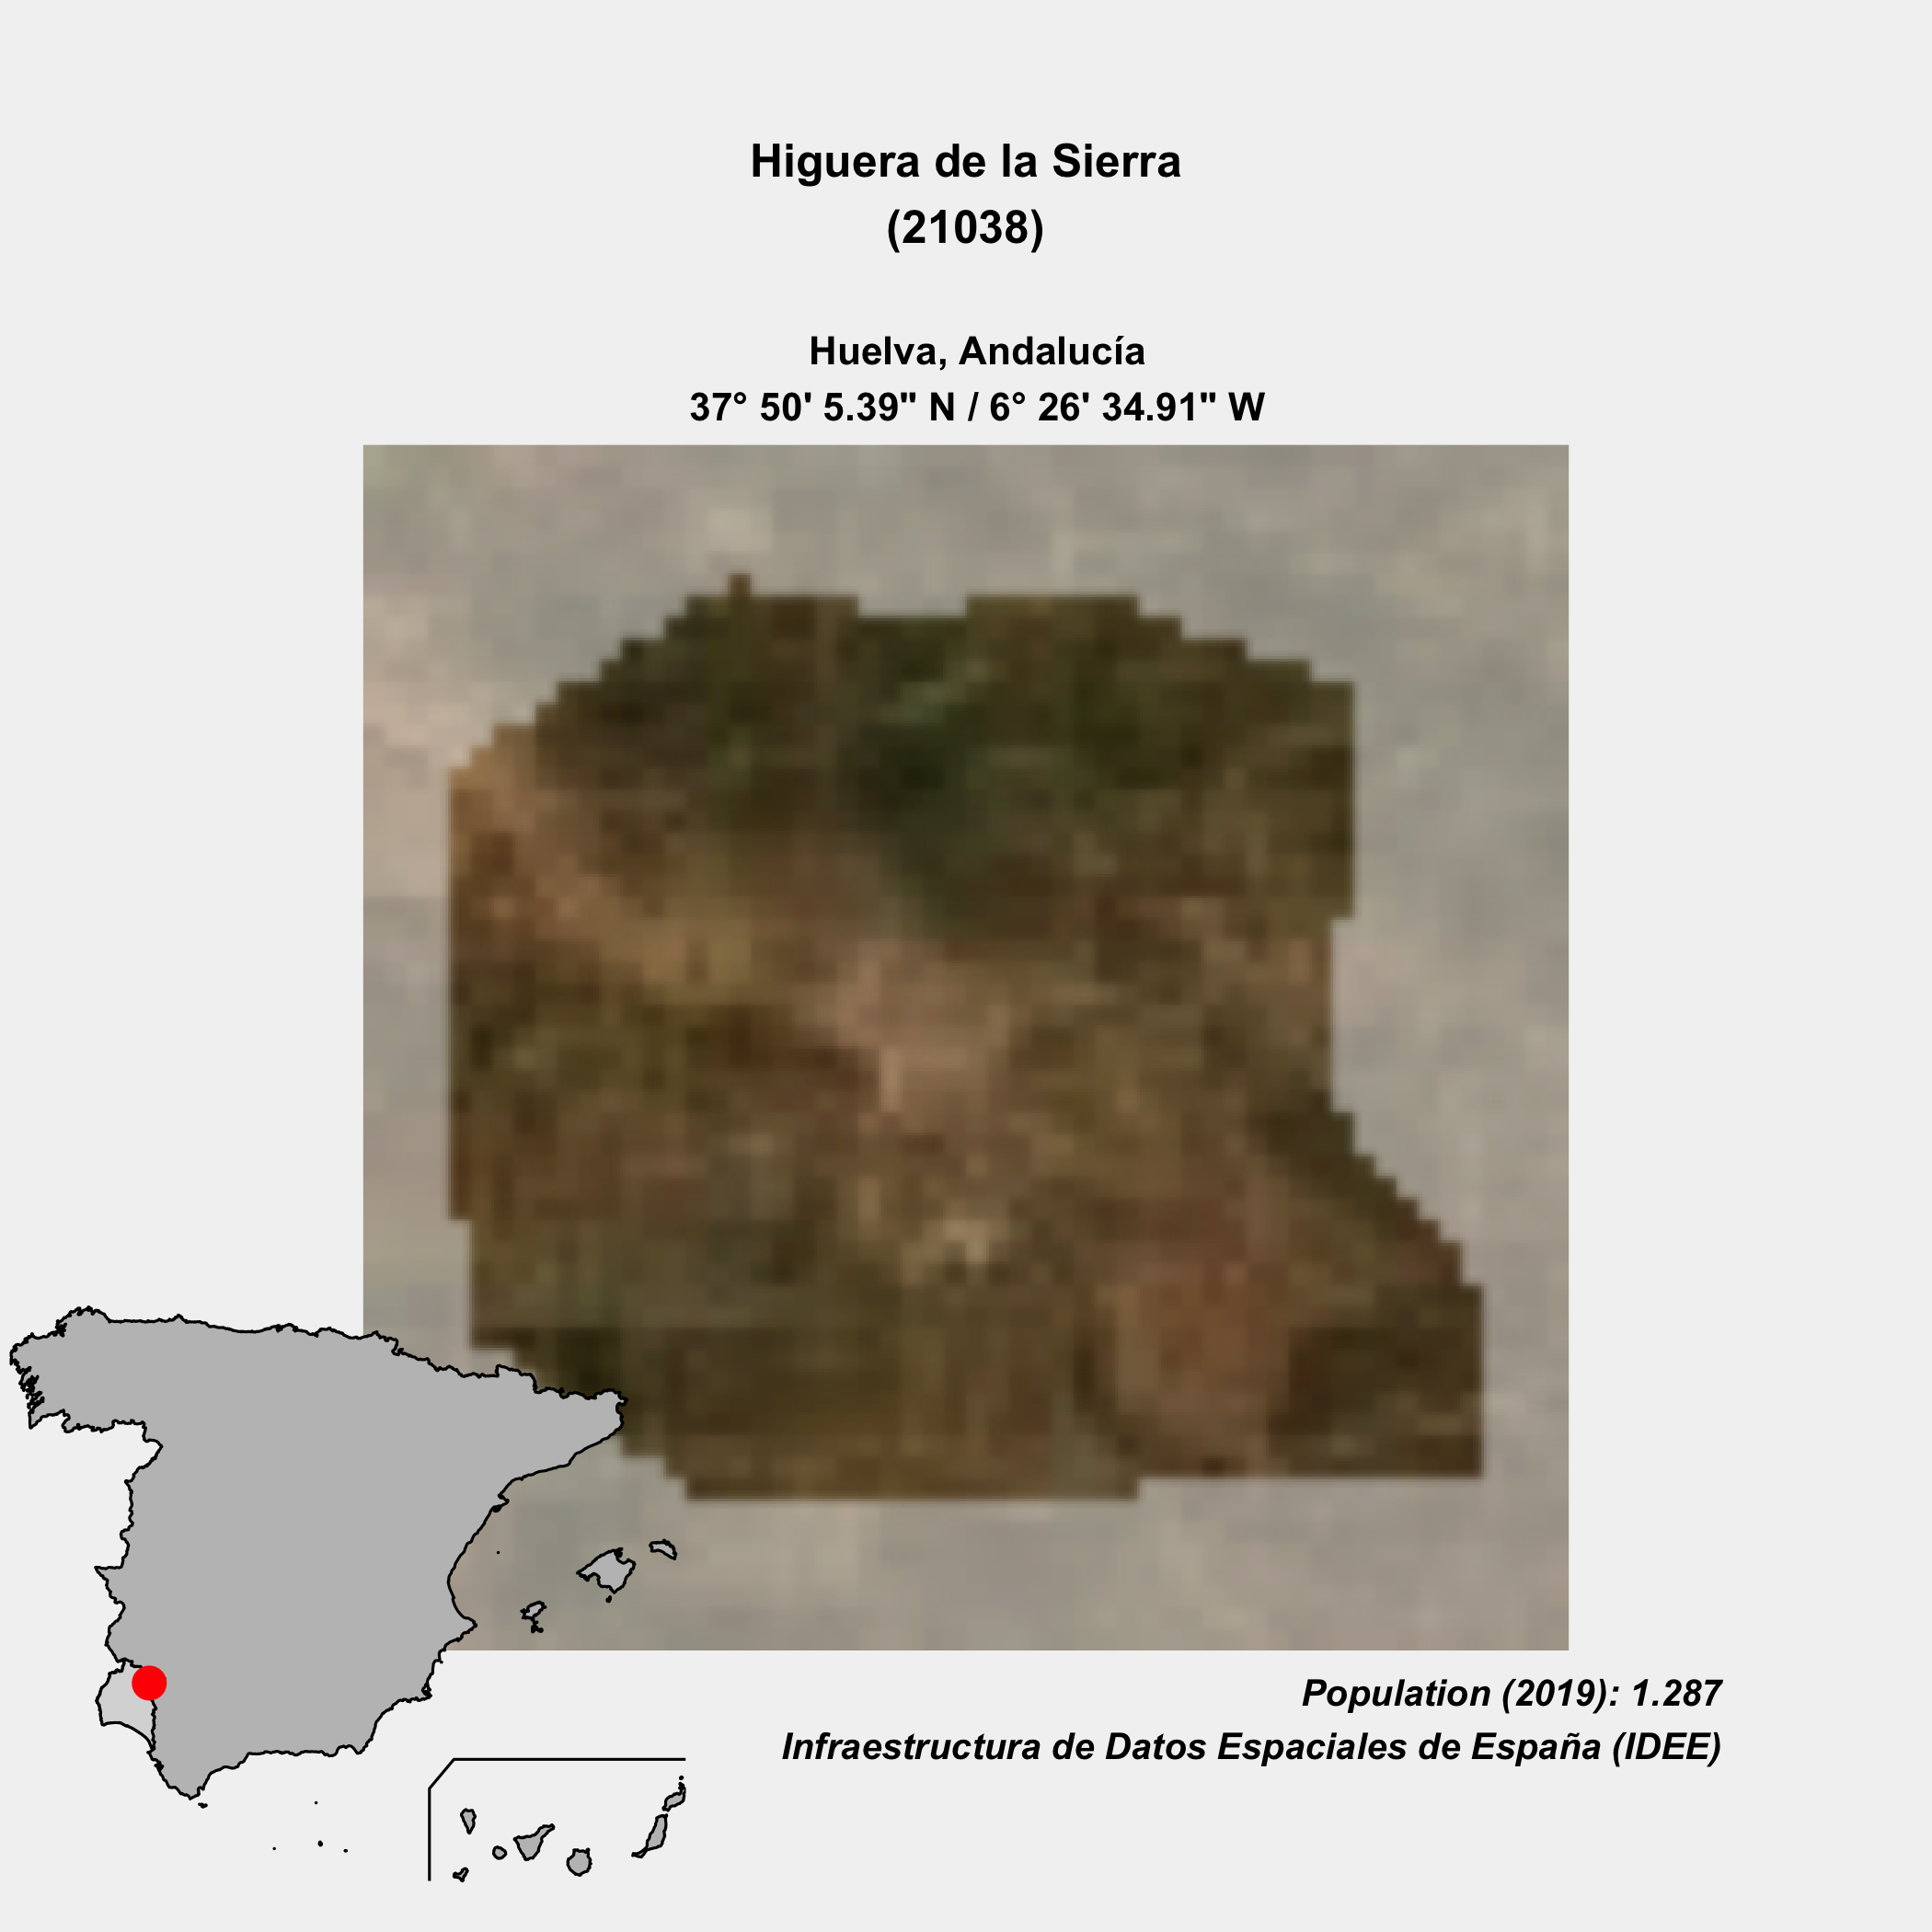 Higuera de la Sierra
(21038)
Huelva, Andalucía
37° 50' 5.39" N / 6° 26' 34.91" W
Population (2019): 1.287
Infraestructura de Datos Espaciales de España (IDEE)